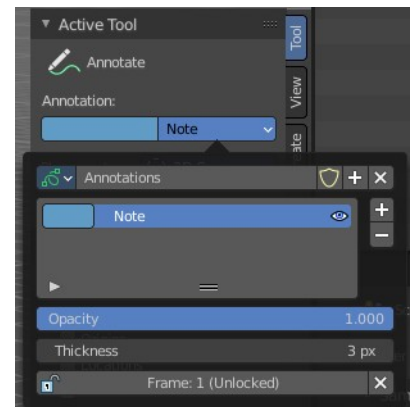 Active Tool
Tool
Annotate
View
Annotation:
Note
Annotations
Note
Opacity 1.000
Thickness 3 px
Frame: 1 (Unlocked)